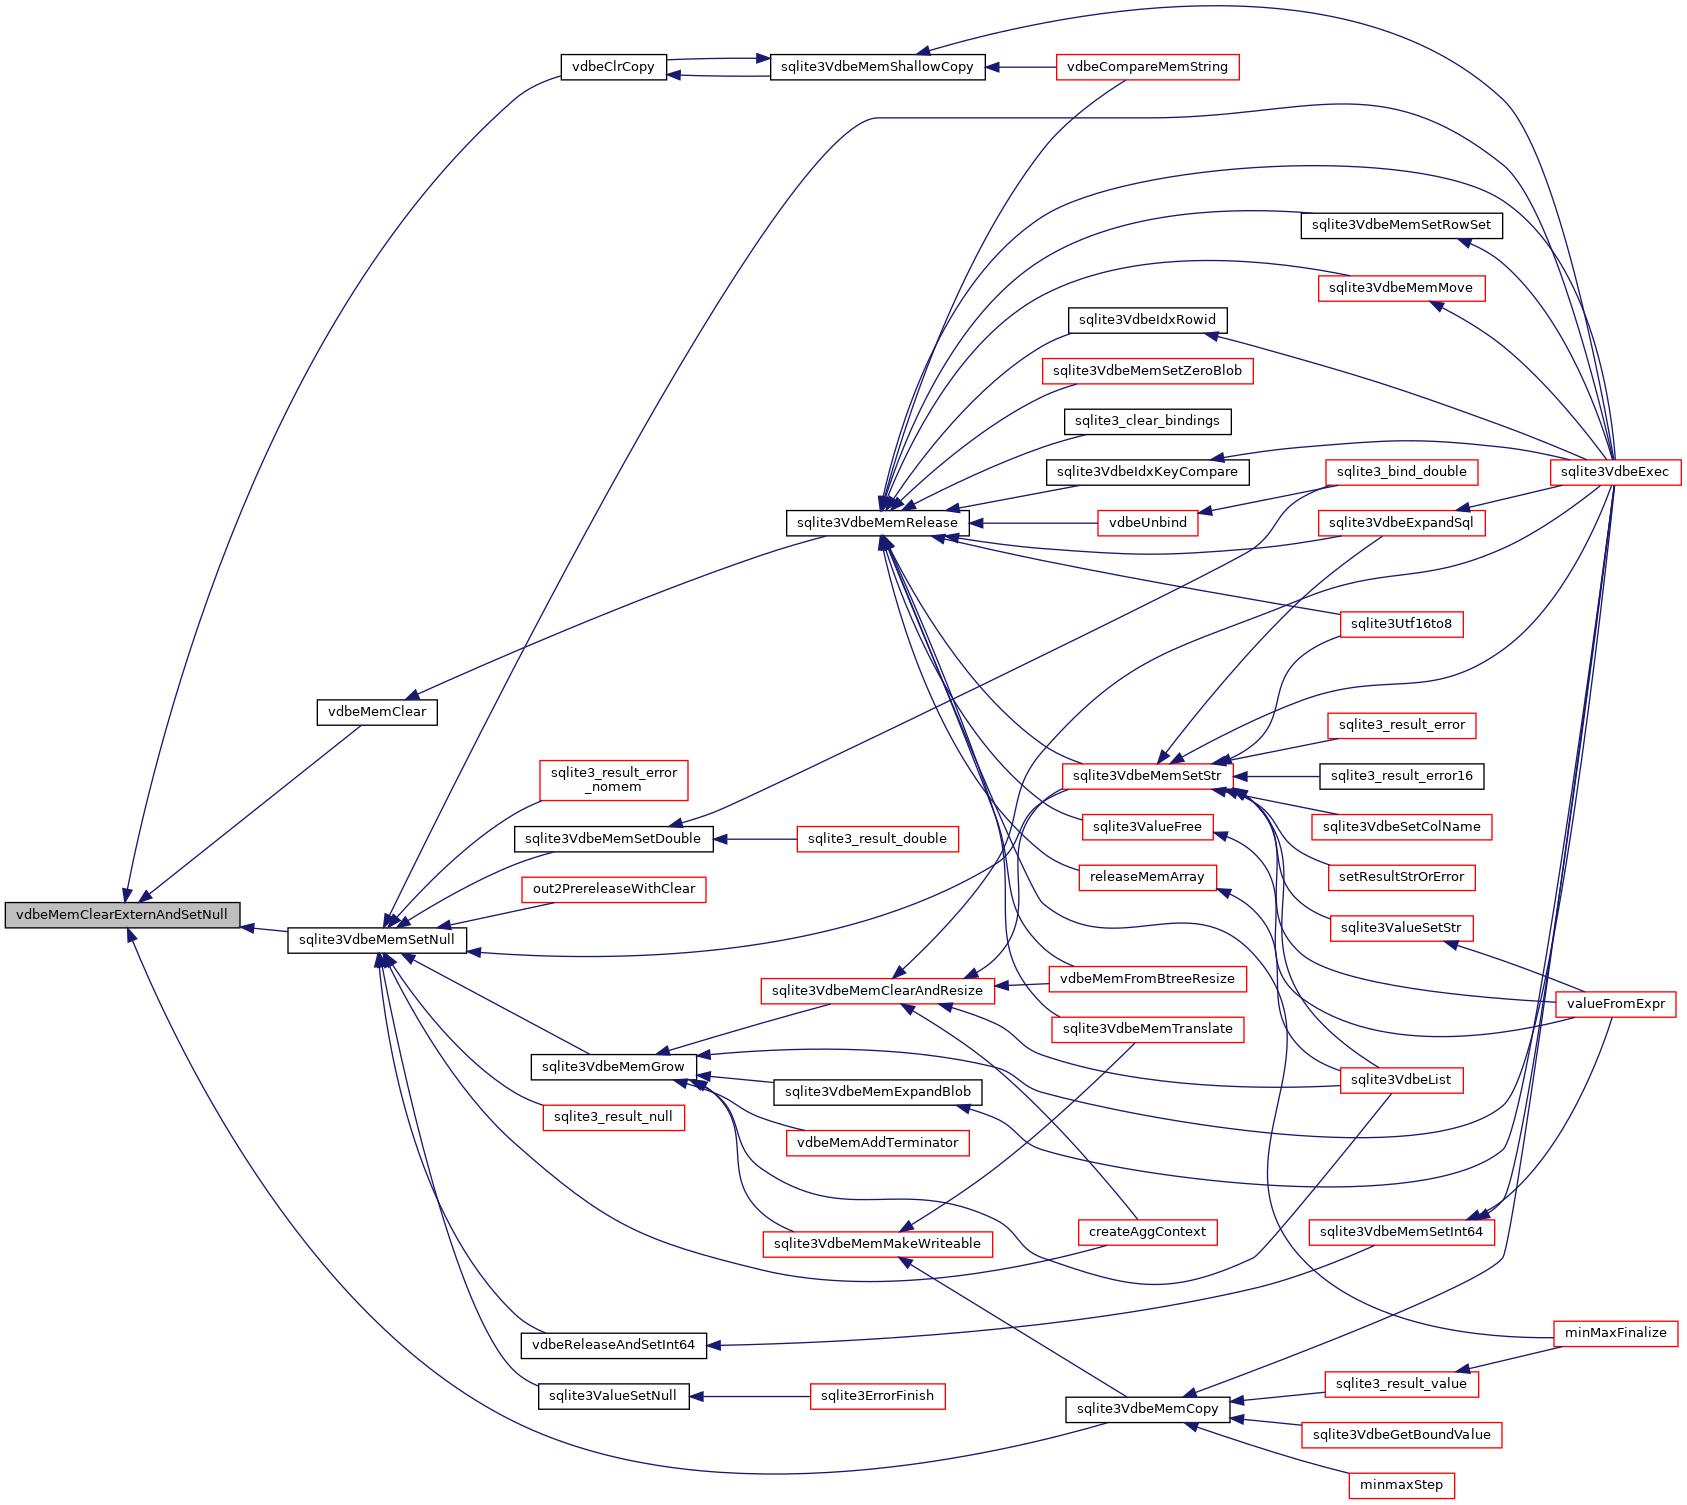 vdbeClrCopy
sqlite3VdbeMemShallowCopy
vdbeCompareMemString
sqlite3VdbeMemSetRowSet
sqlite3VdbeMemMove
sqlite3VdbeIdxRowid
sqlite3VdbeMemSetZeroBlob
sqlite3_clear_bindings
sqlite3VdbeIdxKeyCompare
sqlite3_bind_double
sqlite3VdbeExec
sqlite3VdbeMemRelease
vdbeUnbind
sqlite3VdbeExpandSql
sqlite3Utf16to8
vdbeMemClear
sqlite3_result_error
sqlite3_result_error
_nomem
sqlite3VdbeMemSetStr
sqlite3_result_error16
sqlite3VdbeMemSetDouble
sqlite3_result_double
sqlite3ValueFree
sqlite3VdbeSetColName
out2PrereleaseWithClear
releaseMemArray
setResultStrOrError
vdbeMemClearExternAndSetNull
sqlite3ValueSetStr
sqlite3VdbeMemSetNull
vdbeMemFromBtreeResize
sqlite3VdbeMemClearAndResize
valueFromExpr
sqlite3VdbeMemTranslate
sqlite3VdbeMemGrow
sqlite3VdbeList
sqlite3VdbeMemExpandBlob
sqlite3_result_null
vdbeMemAddTerminator
createAggContext
sqlite3VdbeMemSetInt64
sqlite3VdbeMemMakeWriteable
minMaxFinalize
vdbeReleaseAndSetInt64
sqlite3_result_value
sqlite3ValueSetNull
sqlite3ErrorFinish
sqlite3VdbeMemCopy
sqlite3VdbeGetBoundValue
minmaxStep